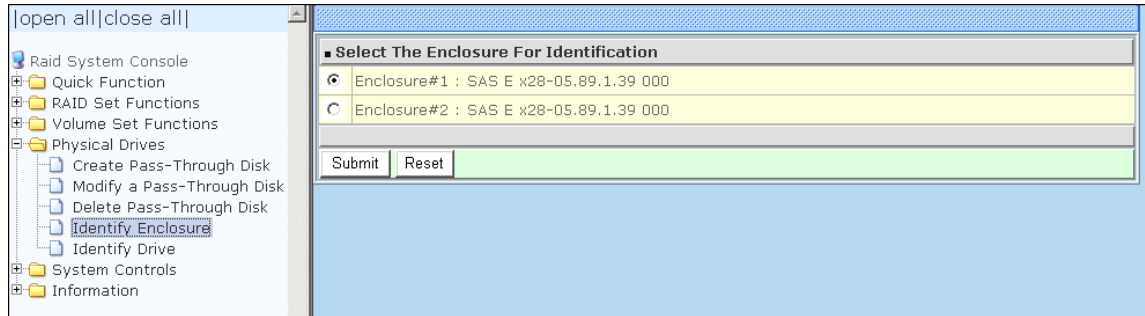 |open all|close all|
Raid System Console
Quick Function
RAID Set Functions
Volume Set Functions
Physical Drives
Create Pass-Through Disk
Modify a Pass-Through Disk
Delete Pass-Through Disk
Identify Enclosure
Identify Drive
System Controls
Information
Select The Enclosure For Identification
Enclosure#1 : SAS E x28-05.89.1.39 000
Enclosure#2 : SAS E x28-05.89.1.39 000
Submit Reset